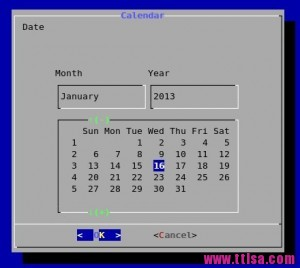 Calendar
Date
Month Year
January 2013
Sun Mon Tue Wed Thu Fri Sat
1 1 2 3 4 5
2 6 7 8 9 10 11 12
3 13 14 15 16 17 18 19
4 20 21 22 23 24 25 26
5 27 28 29 30 31
< OK > <Cancel>
www.ttlsa.com